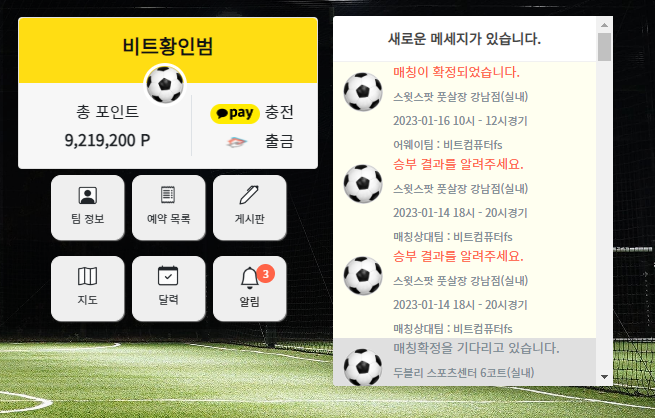 비트황인범
총 포인트
9,219,200 P
pay 충전
출금
팀 정보
예약 목록
게시판
지도
달력
알림
3
새로운 메세지가 있습니다.
매칭이 확정되었습니다.
스윗스팟 풋살장 강남점(실내)
2023-01-16 10시 - 12시경기
어웨이팀 : 비트컴퓨터fs
승부 결과를 알려주세요.
스윗스팟 풋살장 강남점(실내)
2023-01-14 18시 - 20시경기
매칭상대팀 : 비트컴퓨터fs
승부 결과를 알려주세요.
스윗스팟 풋살장 강남점(실내)
2023-01-14 18시 - 20시경기
매칭상대팀 : 비트컴퓨터fs
매칭확정을 기다리고 있습니다.
두블리 스포츠센터 6코트(실내)